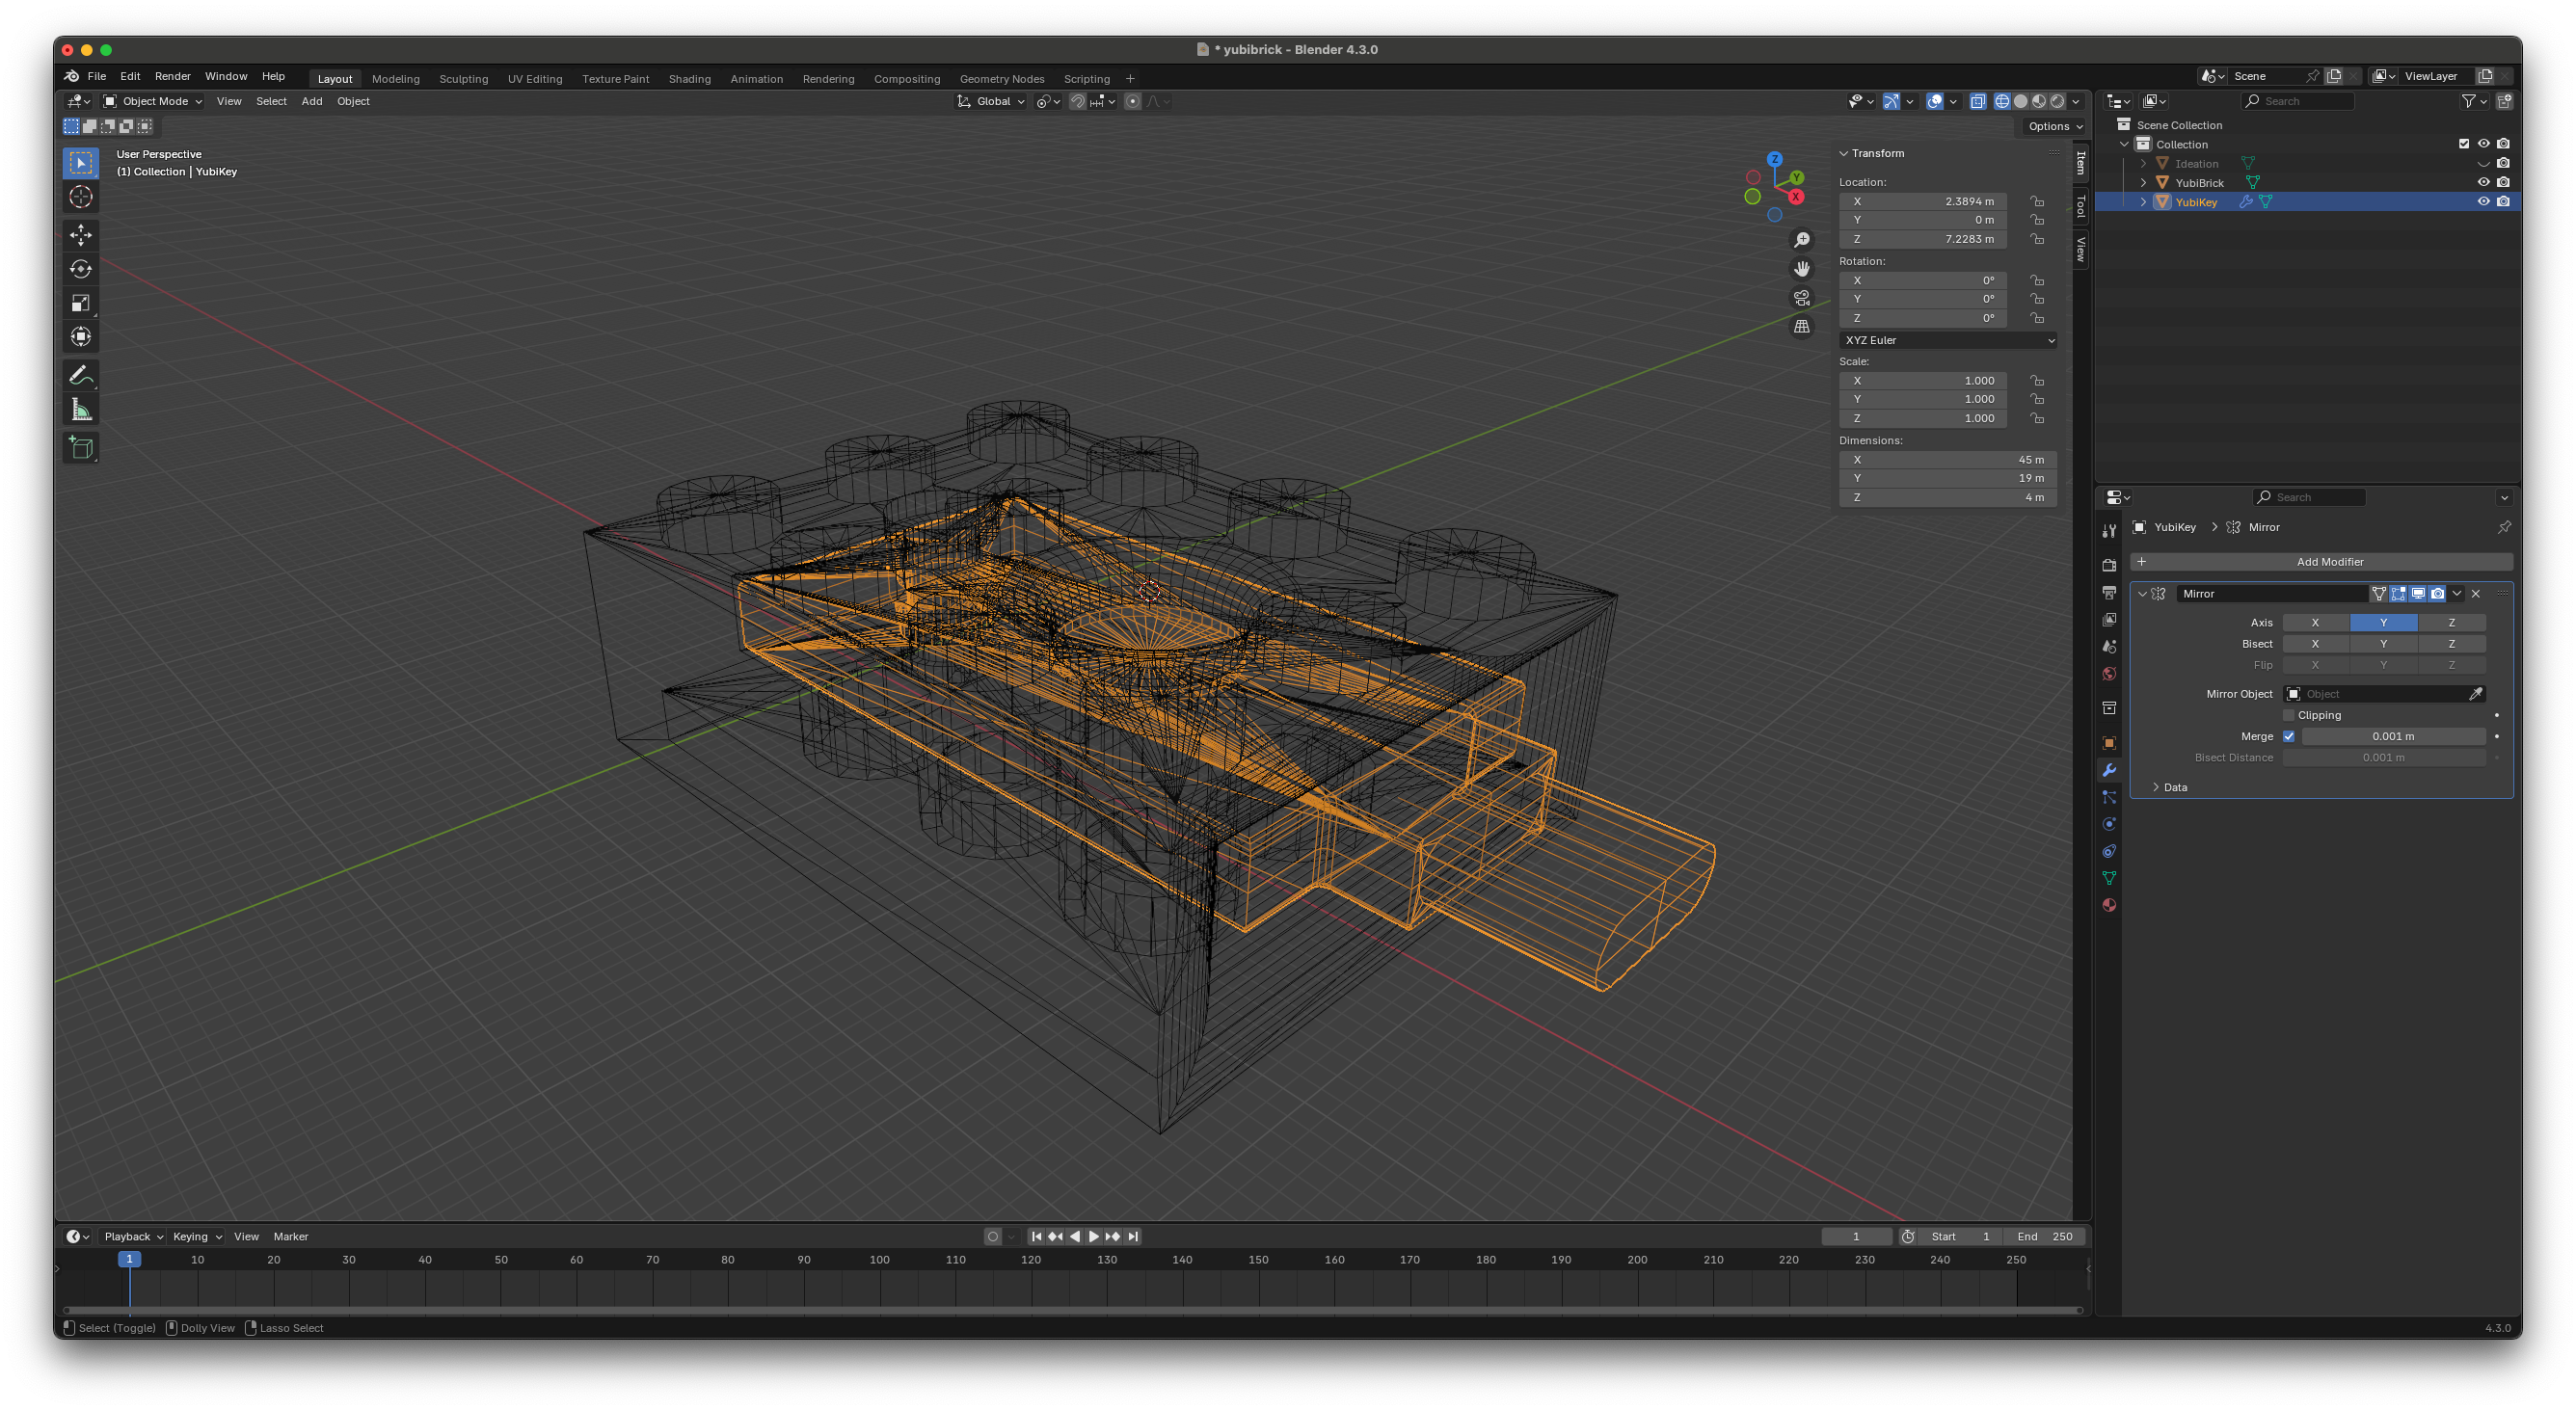 * yubibrick - Blender 4.3.0
File Edit Render Window Help Layout Modeling Sculpting UV Editing Texture Paint Shading Animation Rendering Compositing Geometry Nodes Scripting + Scene ViewLayer
Object Mode View Select Add Object Global
Options
User Perspective
(1) Collection | YubiKey
Z
Y
X
Transform
Location:
X 2.3894 m
Y 0 m
Z 7.2283 m
Rotation:
X 0°
Y 0°
Z 0°
XYZ Euler
Scale:
X 1.000
Y 1.000
Z 1.000
Dimensions:
X 45 m
Y 19 m
Z 4 m
Item
Tool
View
Search
Scene Collection
Collection
Ideation
YubiBrick
YubiKey
Search
YubiKey > Mirror
+ Add Modifier
Mirror
Axis X Y Z
Bisect X Y Z
Flip X Y Z
Mirror Object Object
Clipping
Merge 0.001 m
Bisect Distance 0.001 m
Data
Playback Keying View Marker 1 Start 1 End 250
1 10 20 30 40 50 60 70 80 90 100 110 120 130 140 150 160 170 180 190 200 210 220 230 240 250
Select (Toggle) Dolly View Lasso Select 4.3.0